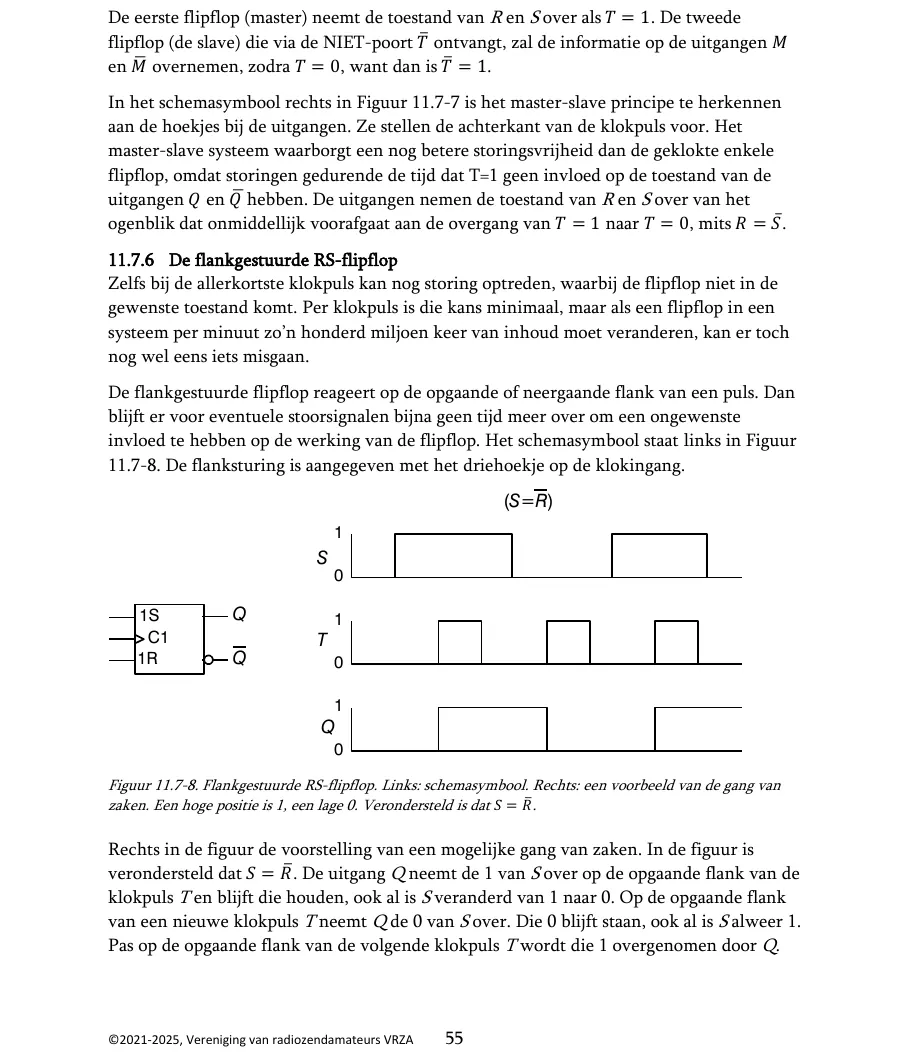 De eerste flipflop (master) neemt de toestand van R en S over als T = 1. De tweede
flipflop (de slave) die via de NIET-poort T̄ ontvangt, zal de informatie op de uitgangen M
en M̄ overnemen, zodra T = 0, want dan is T̄ = 1.
In het schemasymbool rechts in Figuur 11.7-7 is het master-slave principe te herkennen
aan de hoekjes bij de uitgangen. Ze stellen de achterkant van de klokpuls voor. Het
master-slave systeem waarborgt een nog betere storingsvrijheid dan de geklokte enkele
flipflop, omdat storingen gedurende de tijd dat T=1 geen invloed op de toestand van de
uitgangen Q en Q̄ hebben. De uitgangen nemen de toestand van R en S over van het
ogenblik dat onmiddellijk voorafgaat aan de overgang van T = 1 naar T = 0, mits R = S̄.
11.7.6 De flankgestuurde RS-flipflop
Zelfs bij de allerkortste klokpuls kan nog storing optreden, waarbij de flipflop niet in de
gewenste toestand komt. Per klokpuls is die kans minimaal, maar als een flipflop in een
systeem per minuut zo’n honderd miljoen keer van inhoud moet veranderen, kan er toch
nog wel eens iets misgaan.
De flankgestuurde flipflop reageert op de opgaande of neergaande flank van een puls. Dan
blijft er voor eventuele stoorsignalen bijna geen tijd meer over om een ongewenste
invloed te hebben op de werking van de flipflop. Het schemasymbool staat links in Figuur
11.7-8. De flanksturing is aangegeven met het driehoekje op de klokingang.
(S=R̄)
1
S
0
1S Q
C1
1R Q̄
1
T
0
1
Q
0
Figuur 11.7-8. Flankgestuurde RS-flipflop. Links: schemasymbool. Rechts: een voorbeeld van de gang van
zaken. Een hoge positie is 1, een lage 0. Verondersteld is dat S = R̄.
Rechts in de figuur de voorstelling van een mogelijke gang van zaken. In de figuur is
verondersteld dat S = R̄. De uitgang Q neemt de 1 van S over op de opgaande flank van de
klokpuls T en blijft die houden, ook al is S veranderd van 1 naar 0. Op de opgaande flank
van een nieuwe klokpuls T neemt Q de 0 van S over. Die 0 blijft staan, ook al is S alweer 1.
Pas op de opgaande flank van de volgende klokpuls T wordt die 1 overgenomen door Q.
©2021-2025, Vereniging van radiozendamateurs VRZA 55